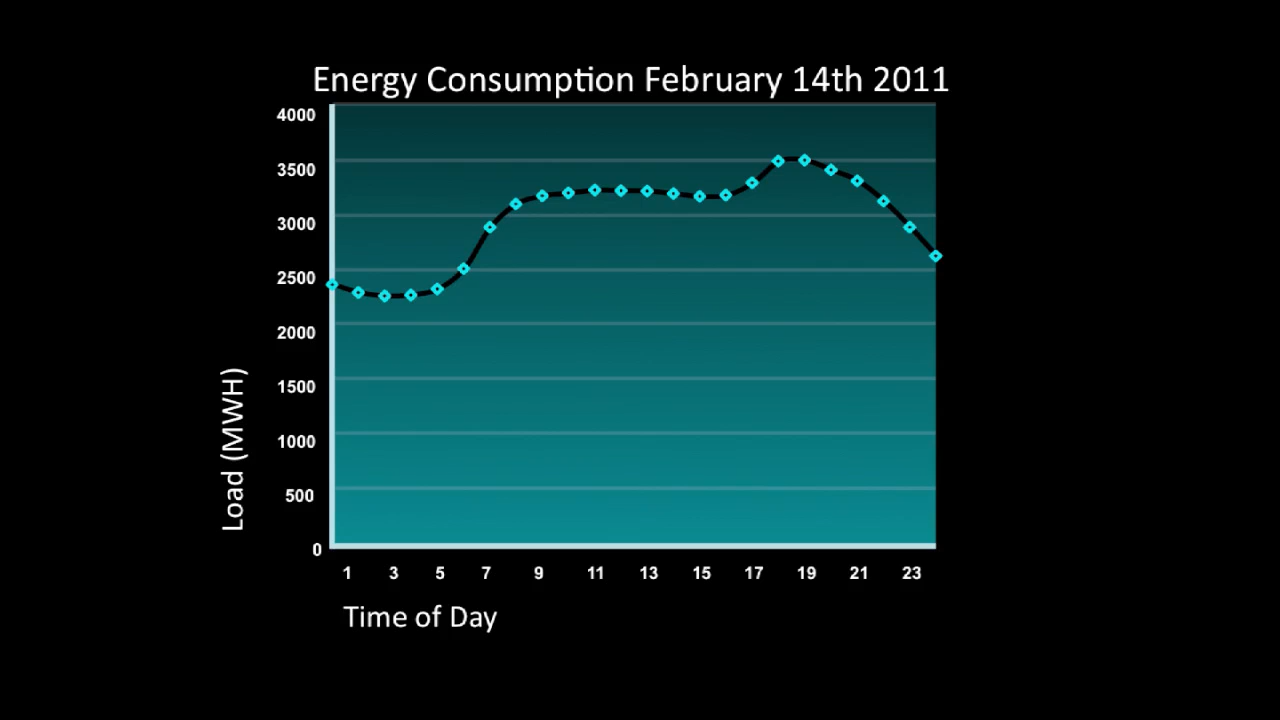 Energy Consumption February 14th 2011
4000
3500
3000
2500
2000
1500
1000
500
0
Load (MWH)
1 3 5 7 9 11 13 15 17 19 21 23
Time of Day